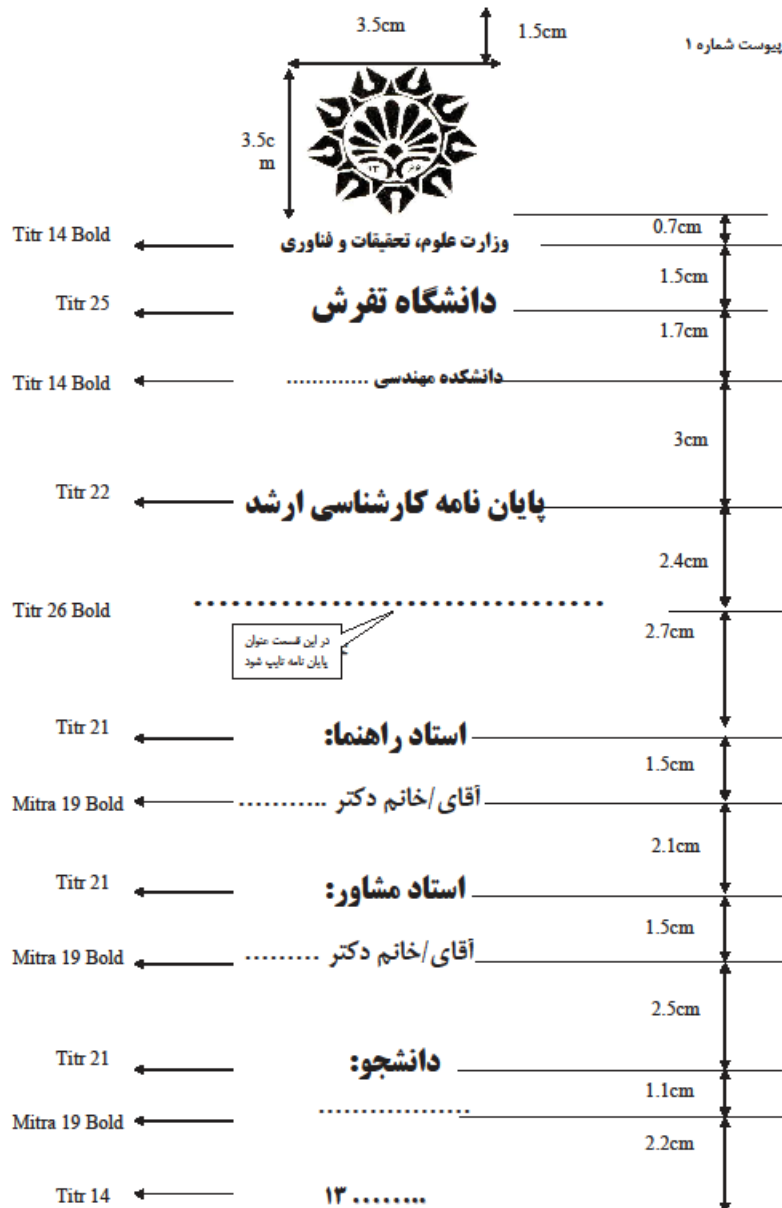 3.5cm
1.5cm
پیوست شماره ۱
3.5c
m
۱۳ ۶۵
0.7cm
Titr 14 Bold
وزارت علوم، تحقیقات و فناوری
1.5cm
Titr 25
دانشگاه تفرش
1.7cm
Titr 14 Bold
دانشکده مهندسی .............
3cm
Titr 22
پایان نامه کارشناسی ارشد
2.4cm
Titr 26 Bold
.................................
2.7cm
در این قسمت عنوان
پایان نامه تایپ شود
Titr 21
استاد راهنما:
1.5cm
Mitra 19 Bold
آقای/خانم دکتر ..........
2.1cm
Titr 21
استاد مشاور:
1.5cm
Mitra 19 Bold
آقای/خانم دکتر .........
2.5cm
Titr 21
دانشجو:
1.1cm
Mitra 19 Bold
..................
2.2cm
Titr 14
۱۳ ........